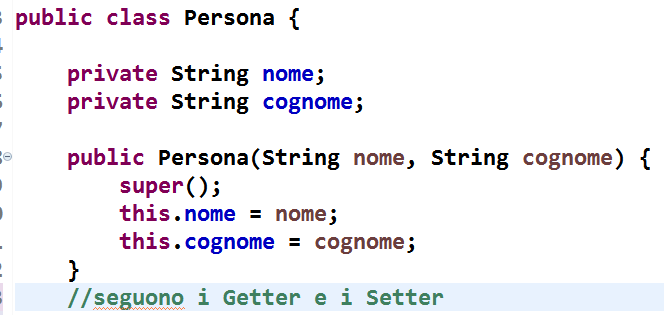 public class Persona {
private String nome;
private String cognome;
public Persona(String nome, String cognome) {
super();
this.nome = nome;
this.cognome = cognome;
}
//seguono i Getter e i Setter